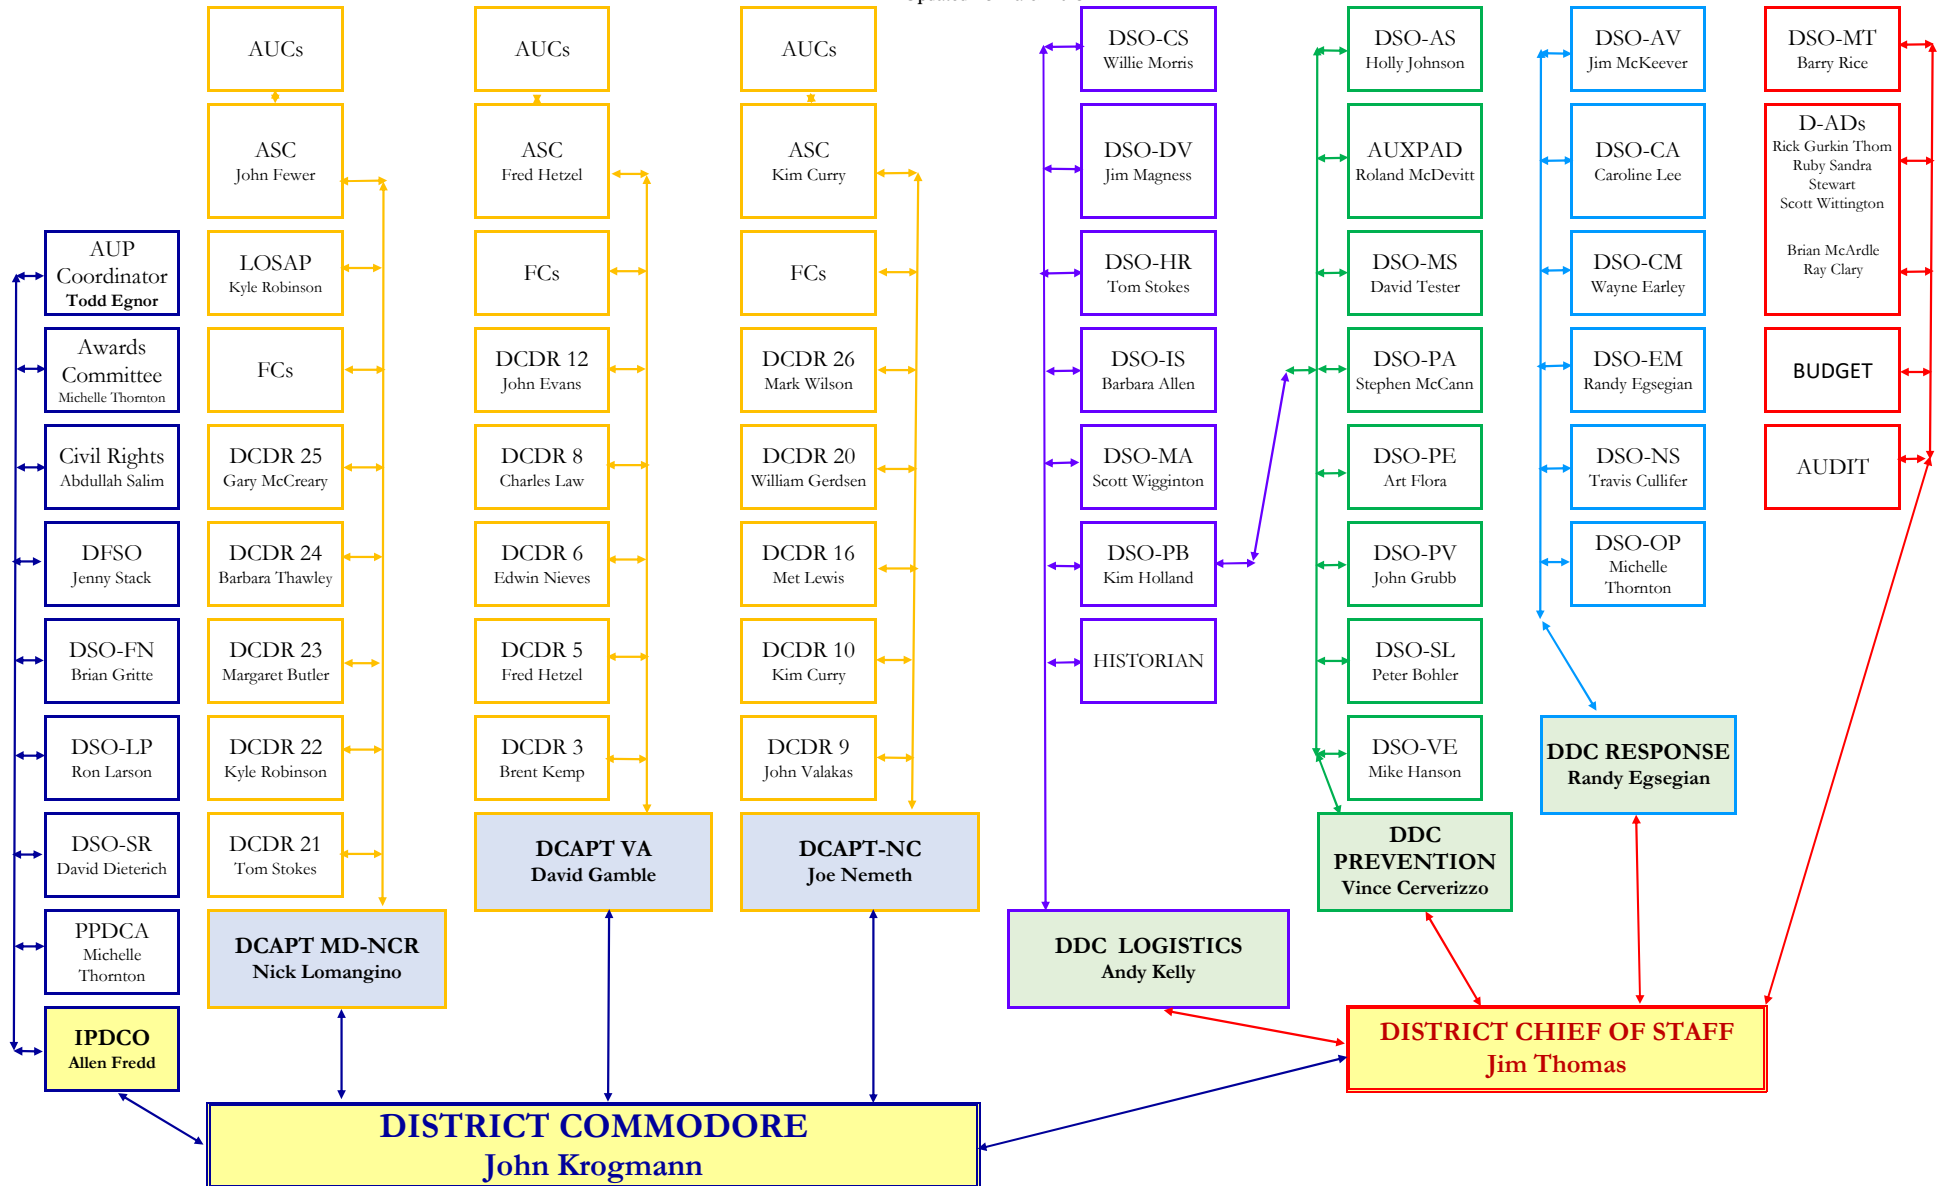 AUP
Coordinator
Todd Egnor
Awards
Committee
Michelle Thornton
Civil Rights
Abdullah Salim
DFSO
Jenny Stack
DSO-FN
Brian Gritte
DSO-LP
Ron Larson
DSO-SR
David Dieterich
PPDCA
Michelle
Thornton
IPDCO
Allen Fredd
AUCs
ASC
John Fewer
LOSAP
Kyle Robinson
FCs
DCDR 25
Gary McCreary
DCDR 24
Barbara Thawley
DCDR 23
Margaret Butler
DCDR 22
Kyle Robinson
DCDR 21
Tom Stokes
DCAPT MD-NCR
Nick Lomangino
AUCs
ASC
Fred Hetzel
FCs
DCDR 12
John Evans
DCDR 8
Charles Law
DCDR 6
Edwin Nieves
DCDR 5
Fred Hetzel
DCDR 3
Brent Kemp
DCAPT VA
David Gamble
AUCs
ASC
Kim Curry
FCs
DCDR 26
Mark Wilson
DCDR 20
William Gerdsen
DCDR 16
Met Lewis
DCDR 10
Kim Curry
DCDR 9
John Valakas
DCAPT-NC
Joe Nemeth
DSO-CS
Willie Morris
DSO-DV
Jim Magness
DSO-HR
Tom Stokes
DSO-IS
Barbara Allen
DSO-MA
Scott Wigginton
DSO-PB
Kim Holland
HISTORIAN
DDC LOGISTICS
Andy Kelly
DSO-AS
Holly Johnson
AUXPAD
Roland McDevitt
DSO-MS
David Tester
DSO-PA
Stephen McCann
DSO-PE
Art Flora
DSO-PV
John Grubb
DSO-SL
Peter Bohler
DSO-VE
Mike Hanson
DDC
PREVENTION
Vince Cerverizzo
DSO-AV
Jim McKeever
DSO-CA
Caroline Lee
DSO-CM
Wayne Earley
DSO-EM
Randy Egsegian
DSO-NS
Travis Cullifer
DSO-OP
Michelle
Thornton
DDC RESPONSE
Randy Egsegian
DSO-MT
Barry Rice
D-ADs
Rick Gurkin Thom
Ruby Sandra
Stewart
Scott Wittington
Brian McArdle
Ray Clary
BUDGET
AUDIT
DISTRICT CHIEF OF STAFF
Jim Thomas
DISTRICT COMMODORE
John Krogmann